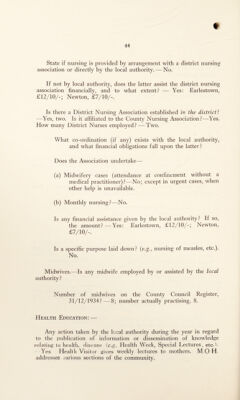 44
State if nursing is provided by arrangement with a district nursing
association or directly by the local authority. — No.
If not by local authority, does the latter assist the district nursing
association financially, and to what extent? — Yes: Earlestown,
£12/10/-; Newton, £7/10/-.
Is there a District Nursing Association established in the district?
—Yes, two. Is it affiliated to the County Nursing Association?—Yes.
How many District Nurses employed? — Two.
What co-ordination (if any) exists with the local authority,
and what financial obligations fall upon the latter?
Does the Association undertake—
(a) Midwifery cases (attendance at confinement without a
medical practitioner)?—No; except in urgent cases, when
other help is unavailable.
(b) Monthly nursing?—No.
Is any financial assistance given by the local authority? If so,
the amount? — Yes: Earlestown, £12/10/-; Newton,
£7/10/-.
Is a specific purpose laid down? (e.g., nursing of measles, etc.).
No.
Midwives.—Is any midwife employed by or assisted by the local
authority?
Number of midwives on the County Council Register,
31/12/1934? — 8; number actually practising, 8.
Health Education: —
Any action taken by the local authority during the year in regard
to the publication of information or dissemination of knowledge
relating to health, disease (e.g. Health Week, Special Lectures, etc.).
Yes. Health Visitor gives weekly lectures to mothers. M.O.H.
addresses various sections of the community.